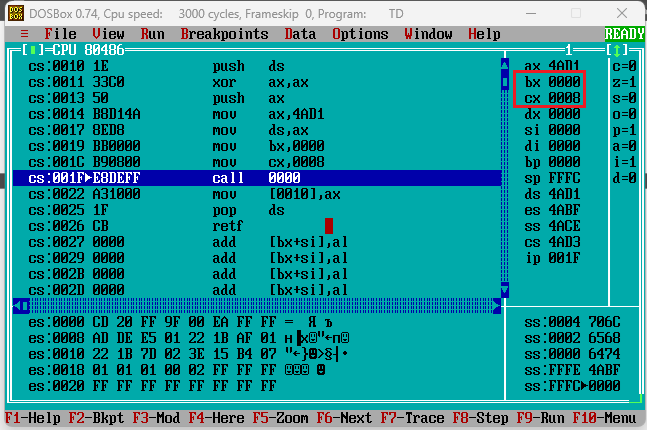 DOSBox 0.74, Cpu speed: 3000 cycles, Frameskip 0, Program: TD
≡ File View Run Breakpoints Data Options Window Help READY
[■]=CPU 80486 1 [↕]
cs:0010 1E push ds
cs:0011 33C0 xor ax,ax
cs:0013 50 push ax
cs:0014 B8D14A mov ax,4AD1
cs:0017 8ED8 mov ds,ax
cs:0019 BB0000 mov bx,0000
cs:001C B90800 mov cx,0008
cs:001F►E8DEFF call 0000
cs:0022 A31000 mov [0010],ax
cs:0025 1F pop ds
cs:0026 CB retf
cs:0027 0000 add [bx+si],al
cs:0029 0000 add [bx+si],al
cs:002B 0000 add [bx+si],al
cs:002D 0000 add [bx+si],al
ax 4AD1 c=0
bx 0000 z=1
cx 0008 s=0
dx 0000 o=0
si 0000 p=1
di 0000 a=0
bp 0000 i=1
sp FFFC d=0
ds 4AD1
es 4ABF
ss 4ACE
cs 4AD3
ip 001F
es:0000 CD 20 FF 9F 00 EA FF FF = Я ъ
es:0008 AD DE E5 01 22 1B AF 01
es:0010 22 1B 7D 02 3E 15 B4 07
es:0018 01 01 01 00 02 FF FF FF
es:0020 FF FF FF FF FF FF FF FF
ss:0004 706C
ss:0002 6568
ss:0000 6474
ss:FFFE 4ABF
ss:FFFC►0000
F1-Help F2-Bkpt F3-Mod F4-Here F5-Zoom F6-Next F7-Trace F8-Step F9-Run F10-Menu